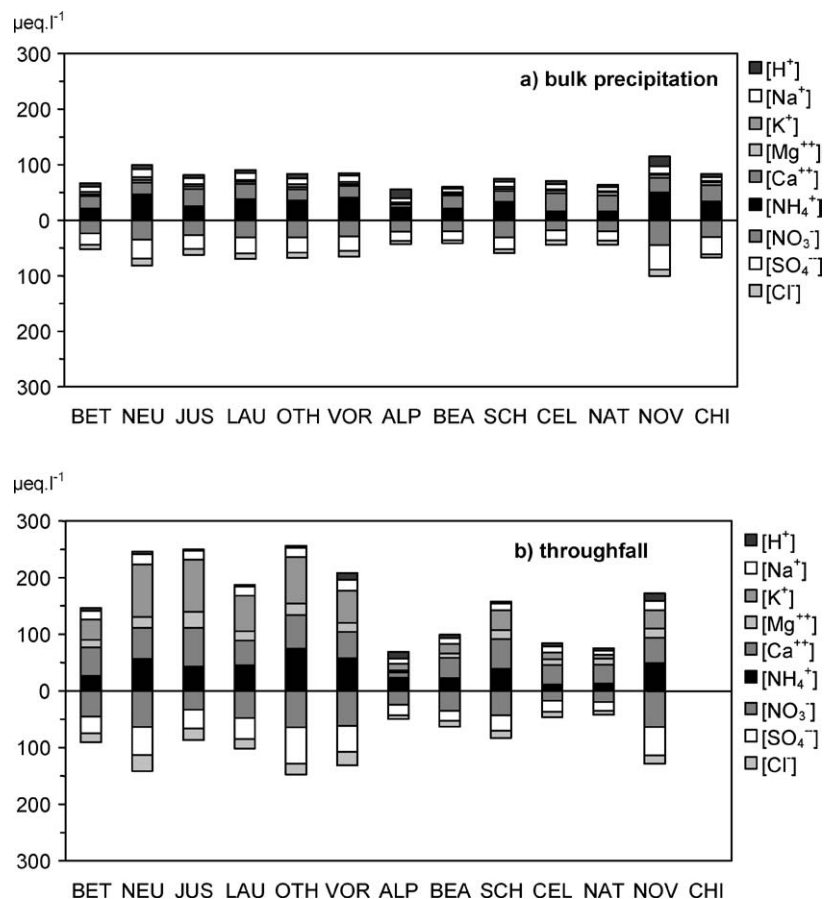 µeq.l⁻¹
300
a) bulk precipitation
200
100
0
100
200
300
[H⁺]
[Na⁺]
[K⁺]
[Mg⁺⁺]
[Ca⁺⁺]
[NH₄⁺]
[NO₃⁻]
[SO₄⁻⁻]
[Cl⁻]
BET NEU JUS LAU OTH VOR ALP BEA SCH CEL NAT NOV CHI
µeq.l⁻¹
300
b) throughfall
200
100
0
100
200
300
[H⁺]
[Na⁺]
[K⁺]
[Mg⁺⁺]
[Ca⁺⁺]
[NH₄⁺]
[NO₃⁻]
[SO₄⁻⁻]
[Cl⁻]
BET NEU JUS LAU OTH VOR ALP BEA SCH CEL NAT NOV CHI